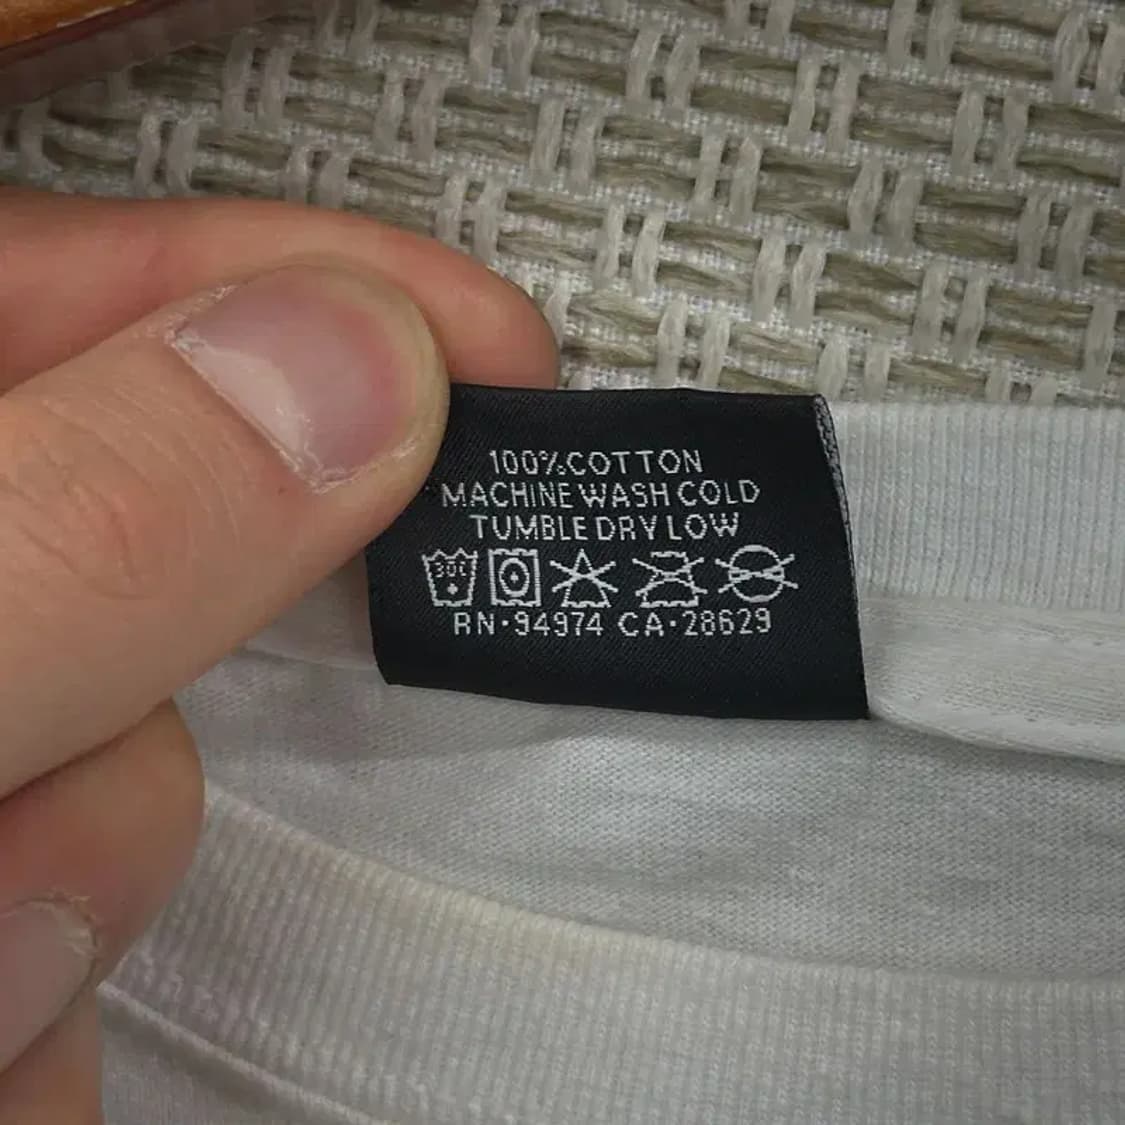 100% COTTON
MACHINE WASH COLD
TUMBLE DRY LOW
30C
RN·94974 CA·28629